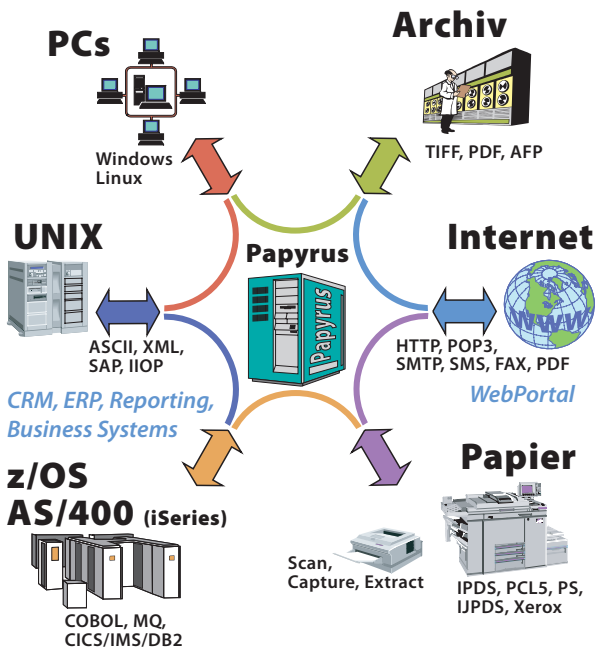 PCs
Windows
Linux
Archiv
TIFF, PDF, AFP
UNIX
ASCII, XML,
SAP, IIOP
CRM, ERP, Reporting,
Business Systems
Papyrus
Papyrus
Internet
WWW
HTTP, POP3,
SMTP, SMS, FAX, PDF
WebPortal
z/OS
AS/400 (iSeries)
COBOL, MQ,
CICS/IMS/DB2
Scan,
Capture, Extract
Papier
IPDS, PCL5, PS,
IJPDS, Xerox